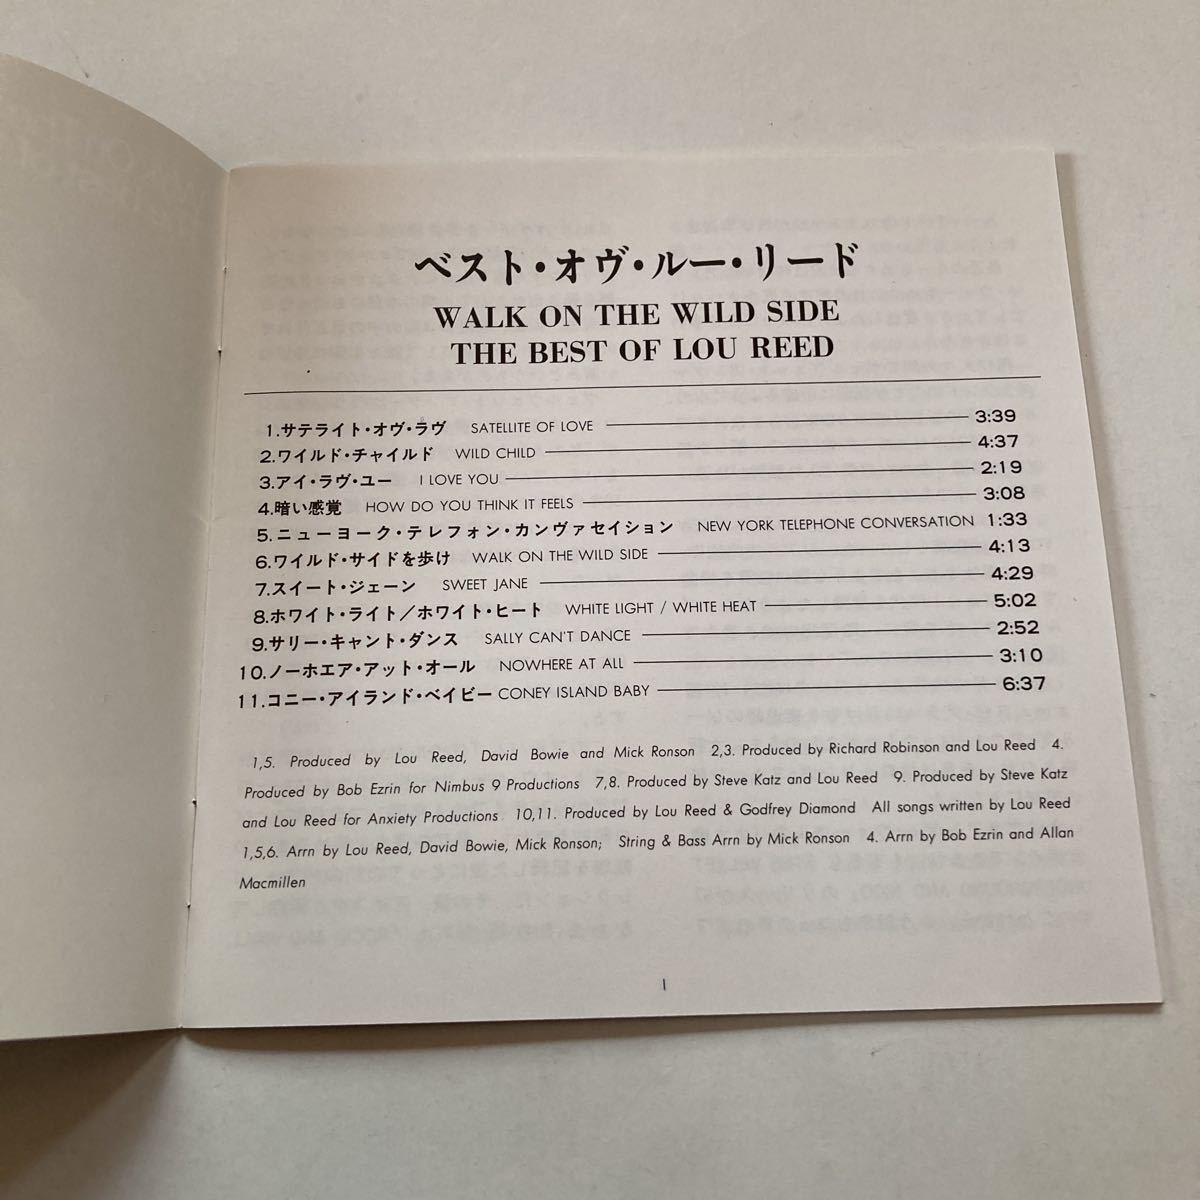 ベスト・オヴ・ルー・リード
WALK ON THE WILD SIDE
THE BEST OF LOU REED
1.サテライト・オヴ・ラヴ SATELLITE OF LOVE 3:39
2.ワイルド・チャイルド WILD CHILD 4:37
3.アイ・ラヴ・ユー I LOVE YOU 2:19
4.暗い感覚 HOW DO YOU THINK IT FEELS 3:08
5.ニューヨーク・テレフォン・カンヴァセイション NEW YORK TELEPHONE CONVERSATION 1:33
6.ワイルド・サイドを歩け WALK ON THE WILD SIDE 4:13
7.スイート・ジェーン SWEET JANE 4:29
8.ホワイト・ライト／ホワイト・ヒート WHITE LIGHT / WHITE HEAT 5:02
9.サリー・キャント・ダンス SALLY CAN'T DANCE 2:52
10.ノーホエア・アット・オール NOWHERE AT ALL 3:10
11.コニー・アイランド・ベイビー CONEY ISLAND BABY 6:37
1,5. Produced by Lou Reed, David Bowie and Mick Ronson 2,3. Produced by Richard Robinson and Lou Reed 4.
Produced by Bob Ezrin for Nimbus 9 Productions 7,8. Produced by Steve Katz and Lou Reed 9. Produced by Steve Katz
and Lou Reed for Anxiety Productions 10,11. Produced by Lou Reed & Godfrey Diamond All songs written by Lou Reed
1,5,6. Arrn by Lou Reed, David Bowie, Mick Ronson; String & Bass Arrn by Mick Ronson 4. Arrn by Bob Ezrin and Allan
Macmillen
1